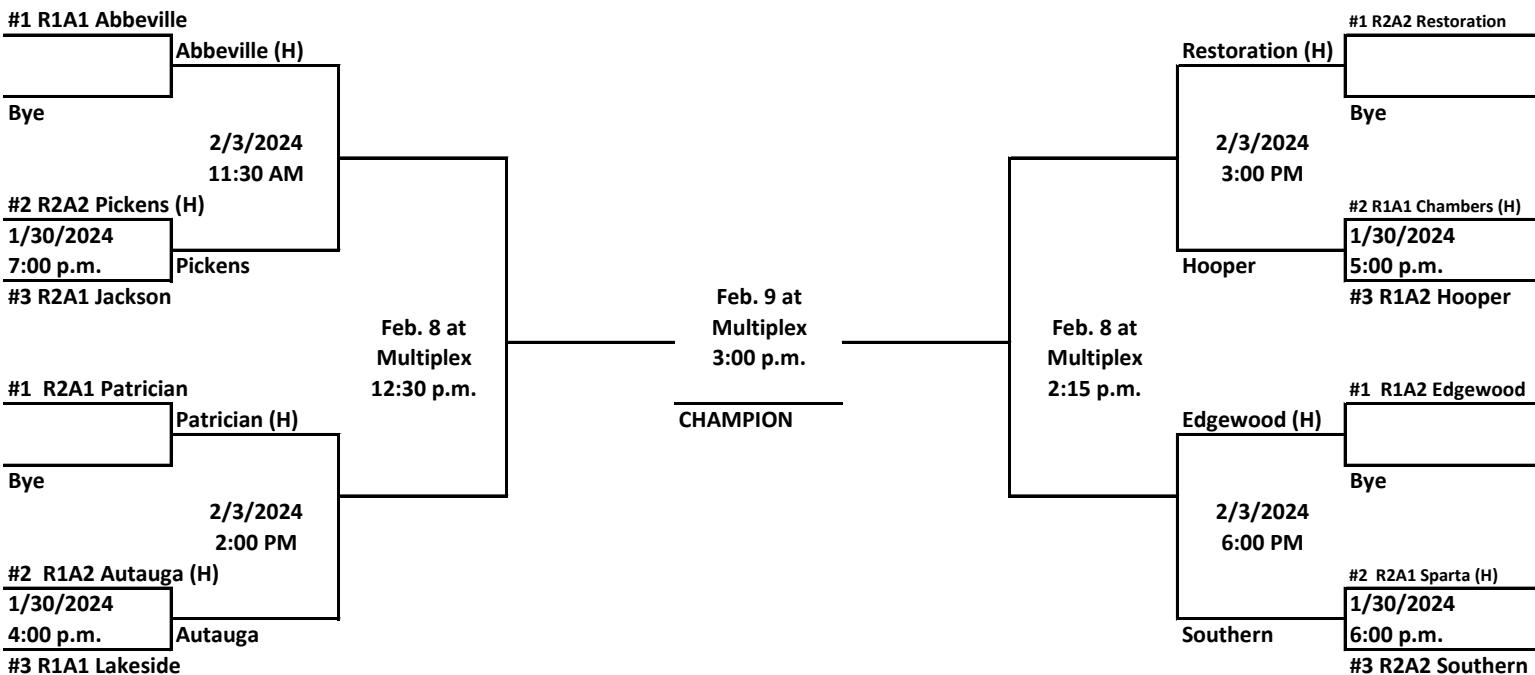 #1 R1A1 Abbeville
Abbeville (H)
Bye
2/3/2024
11:30 AM
#2 R2A2 Pickens (H)
1/30/2024
7:00 p.m.
Pickens
#3 R2A1 Jackson
Feb. 8 at
Multiplex
12:30 p.m.
#1  R2A1 Patrician
Patrician (H)
Bye
2/3/2024
2:00 PM
#2  R1A2 Autauga (H)
1/30/2024
4:00 p.m.
Autauga
#3 R1A1 Lakeside
Feb. 9 at
Multiplex
3:00 p.m.
CHAMPION
#1 R2A2 Restoration
Restoration (H)
Bye
2/3/2024
3:00 PM
#2 R1A1 Chambers (H)
1/30/2024
5:00 p.m.
Hooper
#3 R1A2 Hooper
Feb. 8 at
Multiplex
2:15 p.m.
#1  R1A2 Edgewood
Edgewood (H)
Bye
2/3/2024
6:00 PM
#2  R2A1 Sparta (H)
1/30/2024
6:00 p.m.
Southern
#3 R2A2 Southern